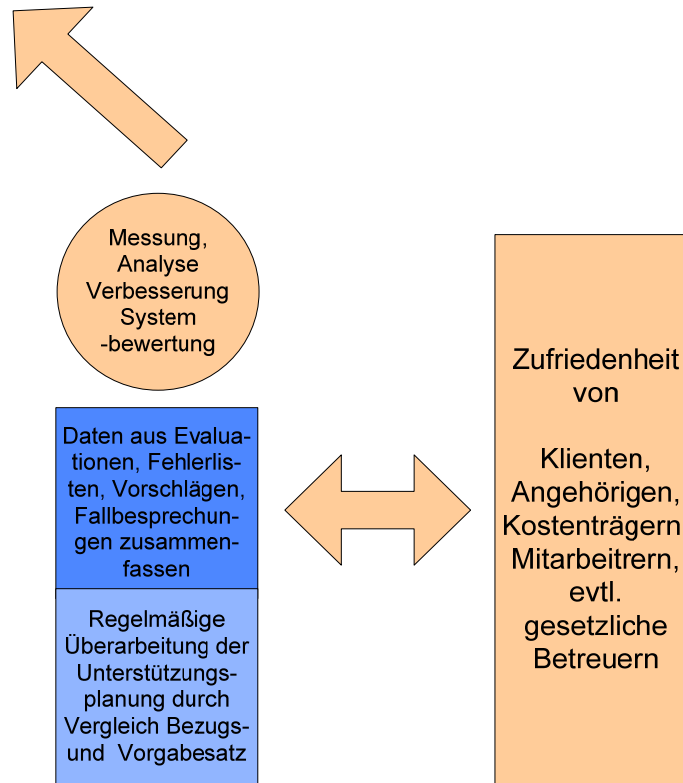 Messung,
Analyse
Verbesserung
System
-bewertung
Daten aus Evalua-
tionen, Fehlerlis-
ten, Vorschlägen,
Fallbesprechun-
gen zusammen-
fassen
Regelmäßige
Überarbeitung der
Unterstützungs-
planung durch
Vergleich Bezugs-
und Vorgabesatz
Zufriedenheit
von
Klienten,
Angehörigen,
Kostenträgern
Mitarbeitrern,
evtl.
gesetzliche
Betreuern